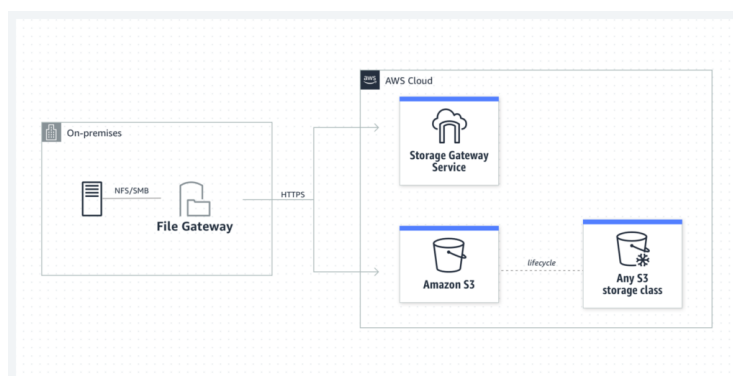 On-premises
NFS/SMB
File Gateway
HTTPS
aws
AWS Cloud
Storage Gateway
Service
Amazon S3
lifecycle
Any S3
storage class